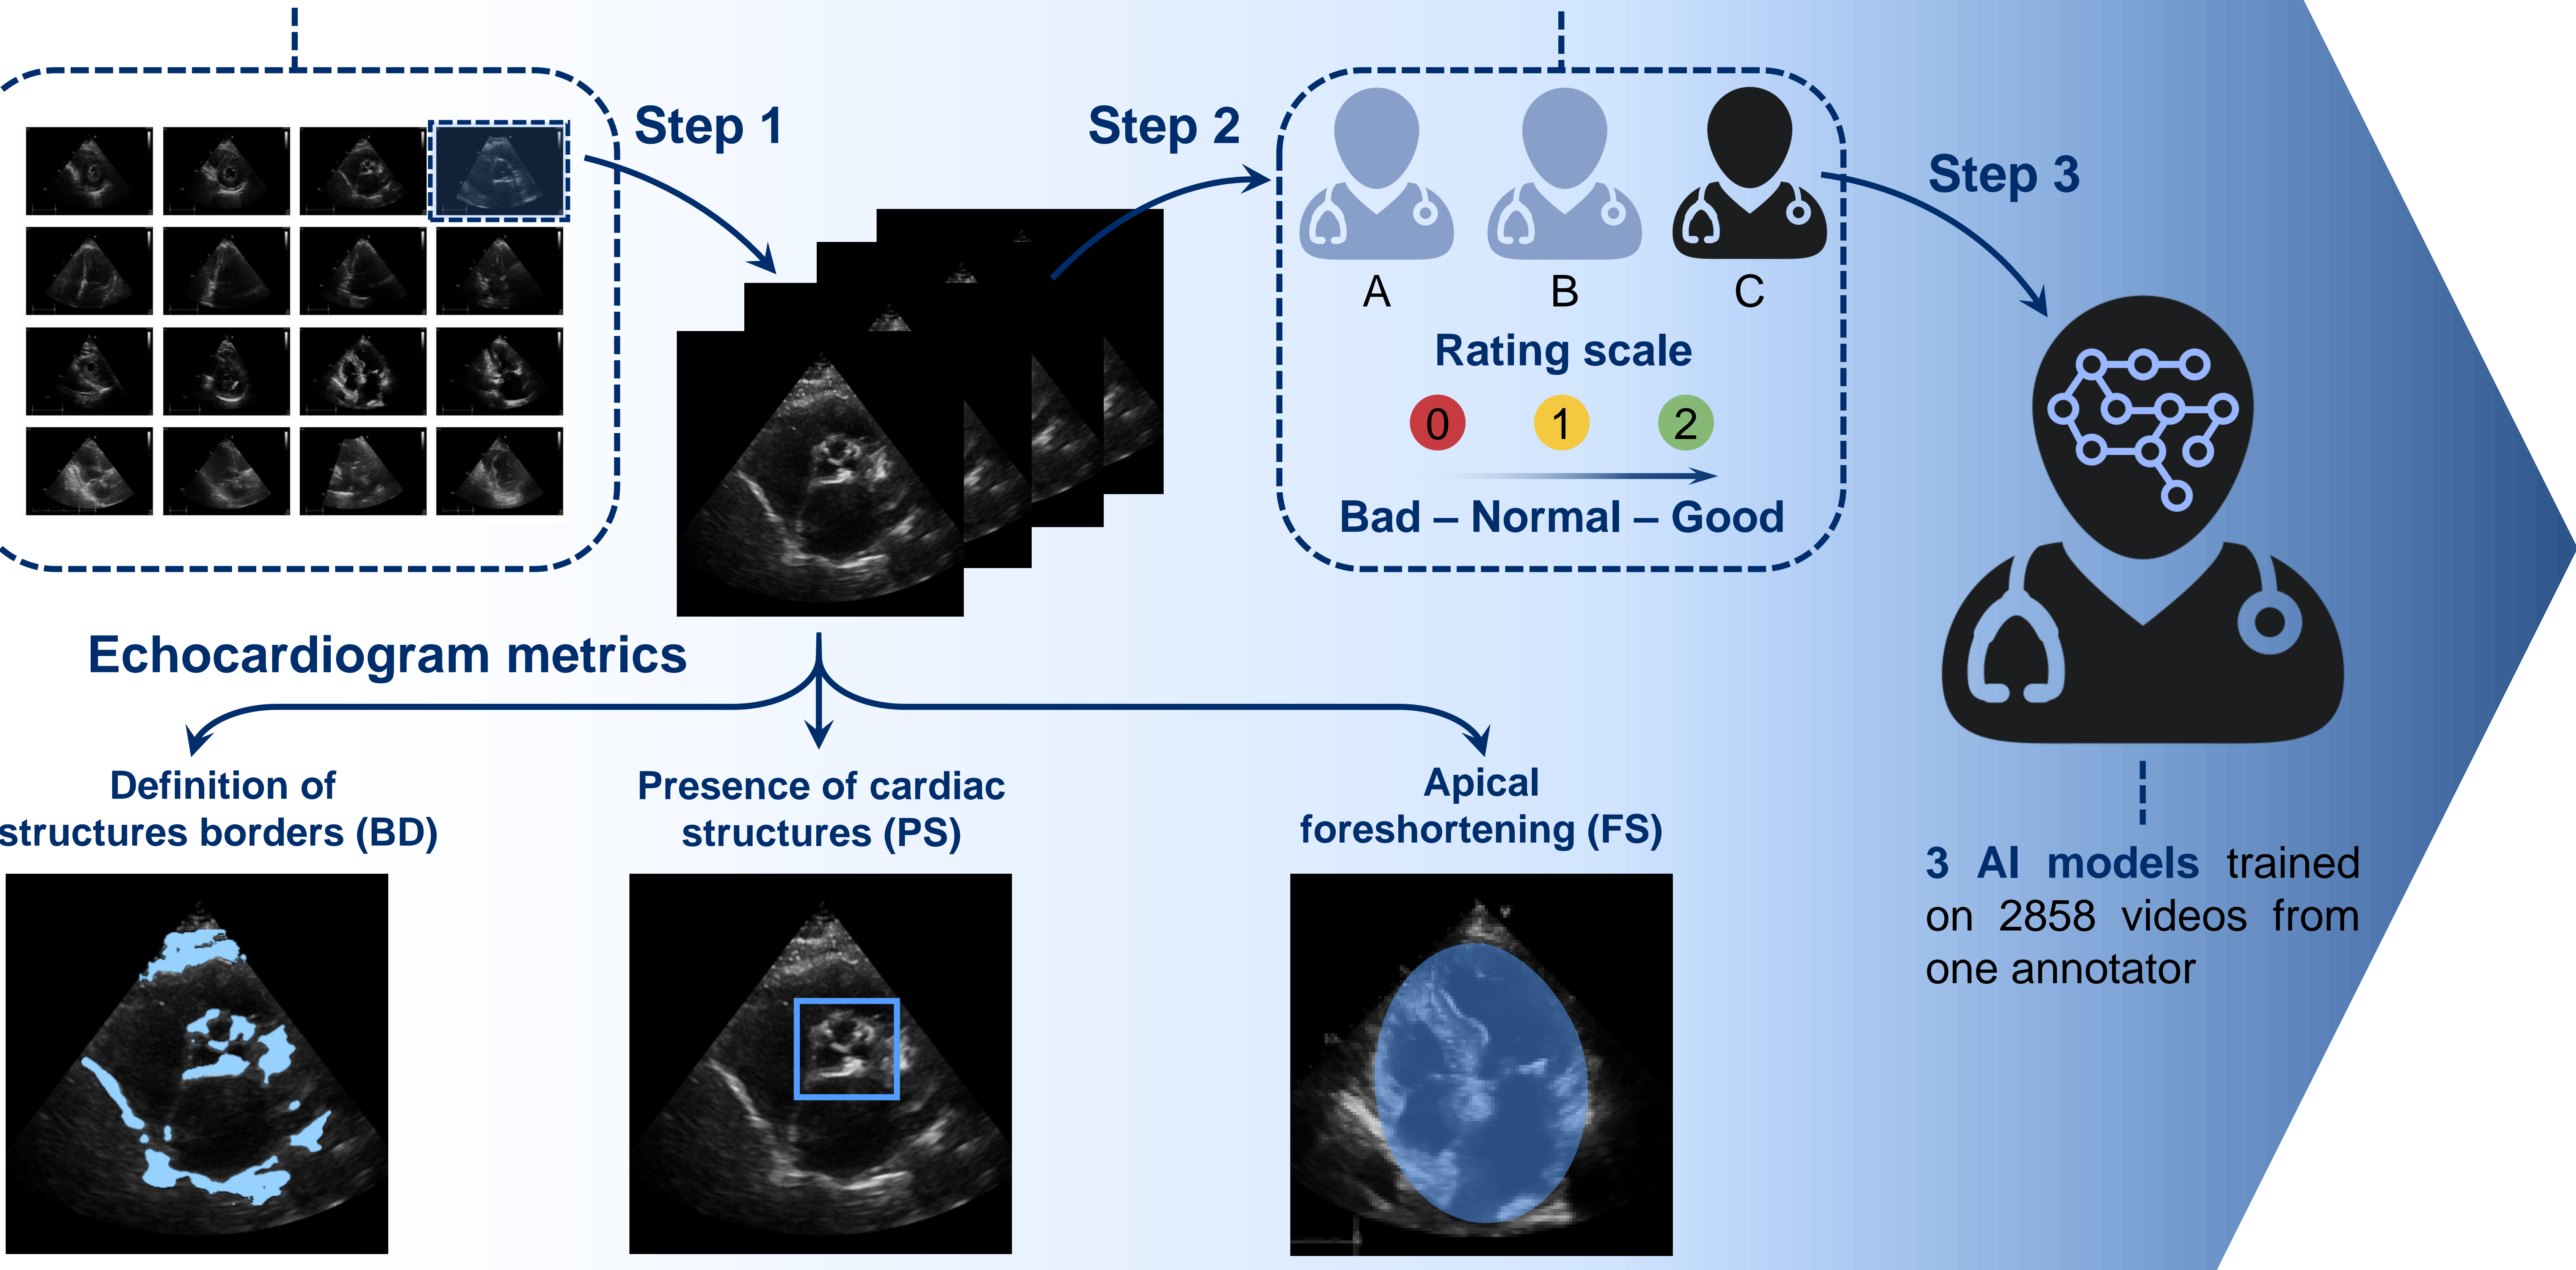 Step 1
Step 2
Step 3
A
B
C
Rating scale
0
1
2
Bad – Normal – Good
Echocardiogram metrics
Definition of
structures borders (BD)
Presence of cardiac
structures (PS)
Apical
foreshortening (FS)
3 AI models trained
on 2858 videos from
one annotator